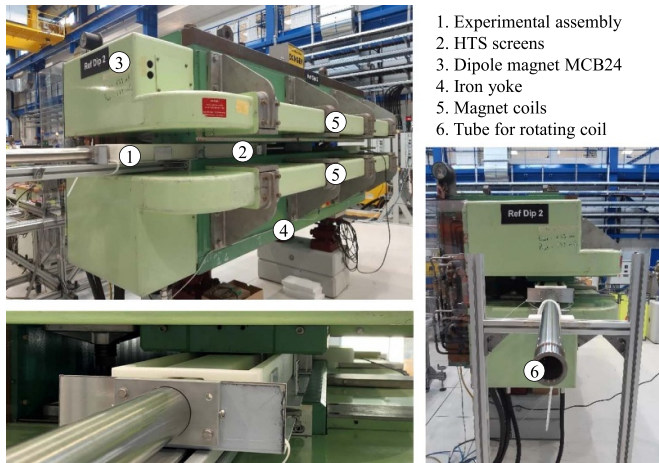 1. Experimental assembly
2. HTS screens
3. Dipole magnet MCB24
4. Iron yoke
5. Magnet coils
6. Tube for rotating coil
Ref Dip 2
3
DANGER
5
1
2
5
4
Ref Dip 2
6